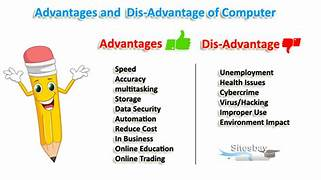 Advantages and Dis-Advantage of Computer
Advantages
Speed
Accuracy
multitasking
Storage
Data Security
Automation
Reduce Cost
In Business
Online Education
Online Trading
Dis-Advantage
Unemployment
Health Issues
Cybercrime
Virus/Hacking
Improper Use
Environment Impact
Sitesbay